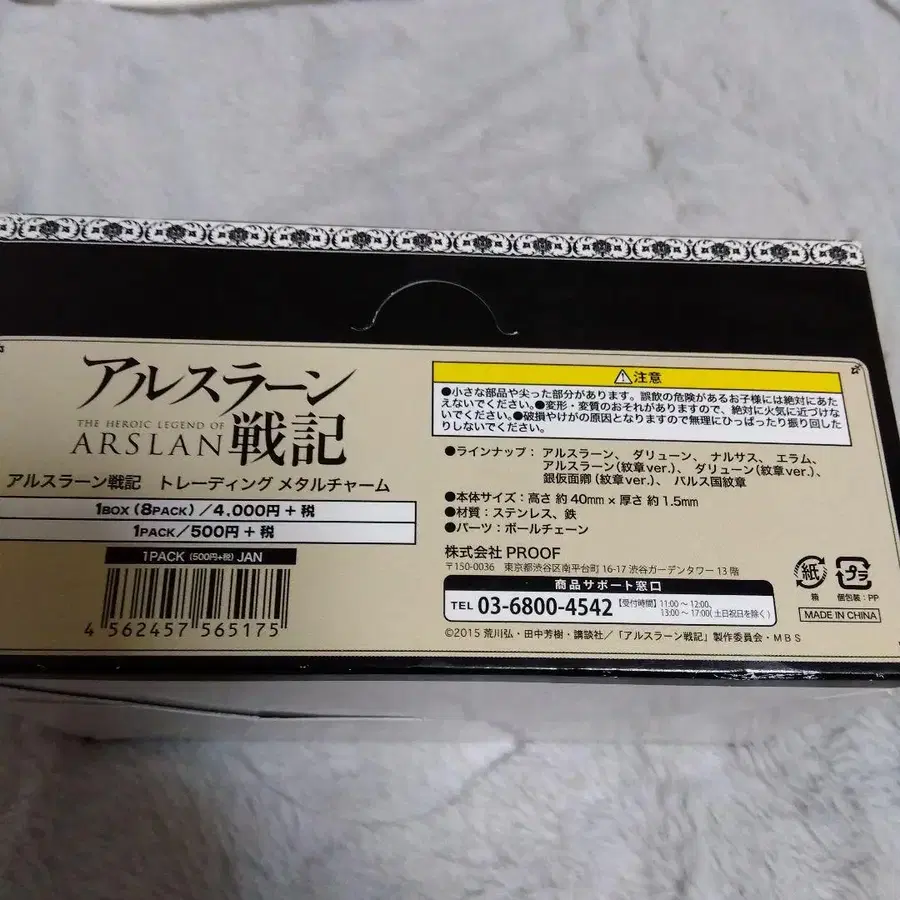 アルスラーン
THE HEROIC LEGEND OF
ARSLAN戦記
アルスラーン戦記 トレーディング メタルチャーム
1BOX (8PACK) /4,000円+税
1PACK/500円+税
1PACK (500円+税) JAN
4 562457 565175
⚠注意
●小さな部品や尖った部分があります。誤飲の危険があるお子様には絶対にあた
えないでください。●変形・変質のおそれがありますので、絶対に火気に近づけな
いでください。●破損やけがの原因となりますので無理にひっぱったり振り回した
りしないでください。
●ラインナップ：アルスラーン、ダリューン、ナルサス、エラム、
アルスラーン(紋章ver.)、ダリューン(紋章ver.)、
銀仮面卿(紋章ver.)、パルス国紋章
●本体サイズ：高さ 約40mm×厚さ 約1.5mm
●材質：ステンレス、鉄
●パーツ：ボールチェーン
株式会社 PROOF
〒150-0036 東京都渋谷区南平台町 16-17 渋谷ガーデンタワー 13階
商品サポート窓口
TEL 03-6800-4542 【受付時間】11:00～12:00、
13:00～17:00(土日祝日を除く)
©2015 荒川弘・田中芳樹・講談社/「アルスラーン戦記」製作委員会・MBS
紙
箱
プラ
個包装：PP
MADE IN CHINA